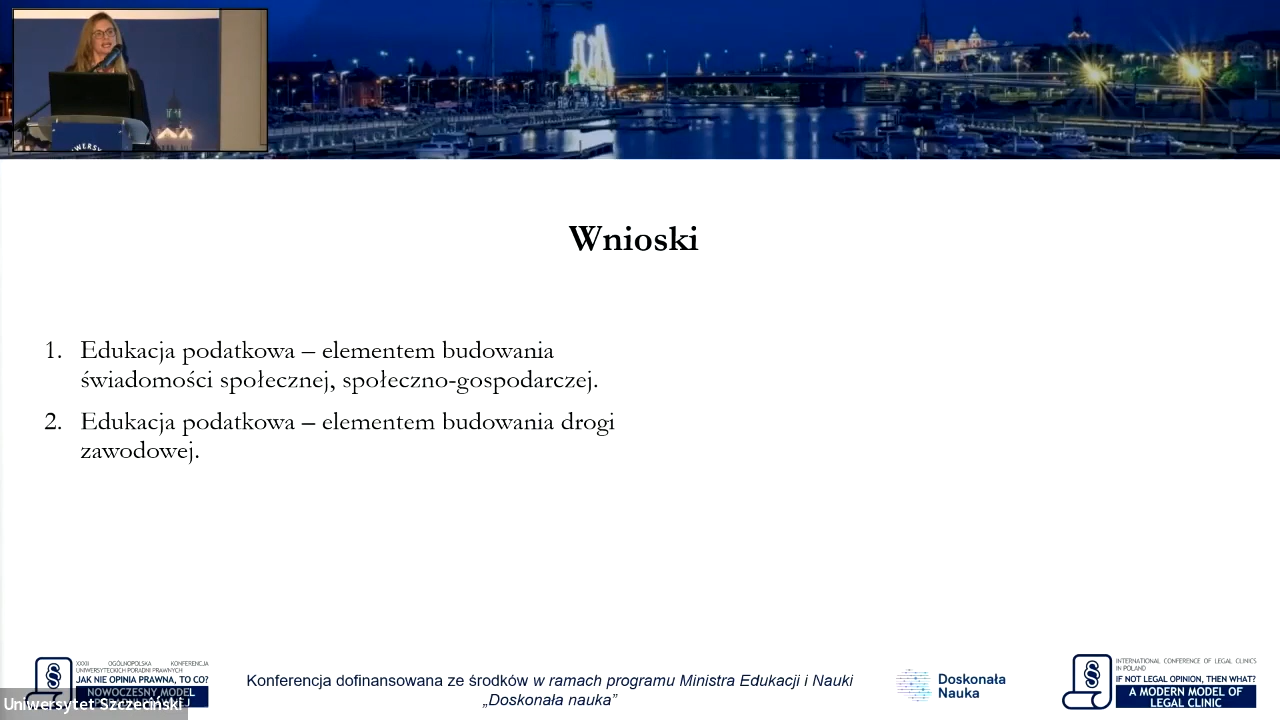 Wnioski
1. Edukacja podatkowa – elementem budowania
świadomości społecznej, społeczno-gospodarczej.
2. Edukacja podatkowa – elementem budowania drogi
zawodowej.
XXXII OGÓLNOPOLSKA KONFERENCJA
UNIWERSYTECKICH PORADNI PRAWNYCH
JAK NIE OPINIA PRAWNA, TO CO?
NOWOCZESNY MODEL
Uniwersytet Szczeciński
Konferencja dofinansowana ze środków w ramach programu Ministra Edukacji i Nauki
„Doskonała nauka”
Doskonała
Nauka
INTERNATIONAL CONFERENCE OF LEGAL CLINICS
IN POLAND
IF NOT LEGAL OPINION, THEN WHAT?
A MODERN MODEL OF
LEGAL CLINIC